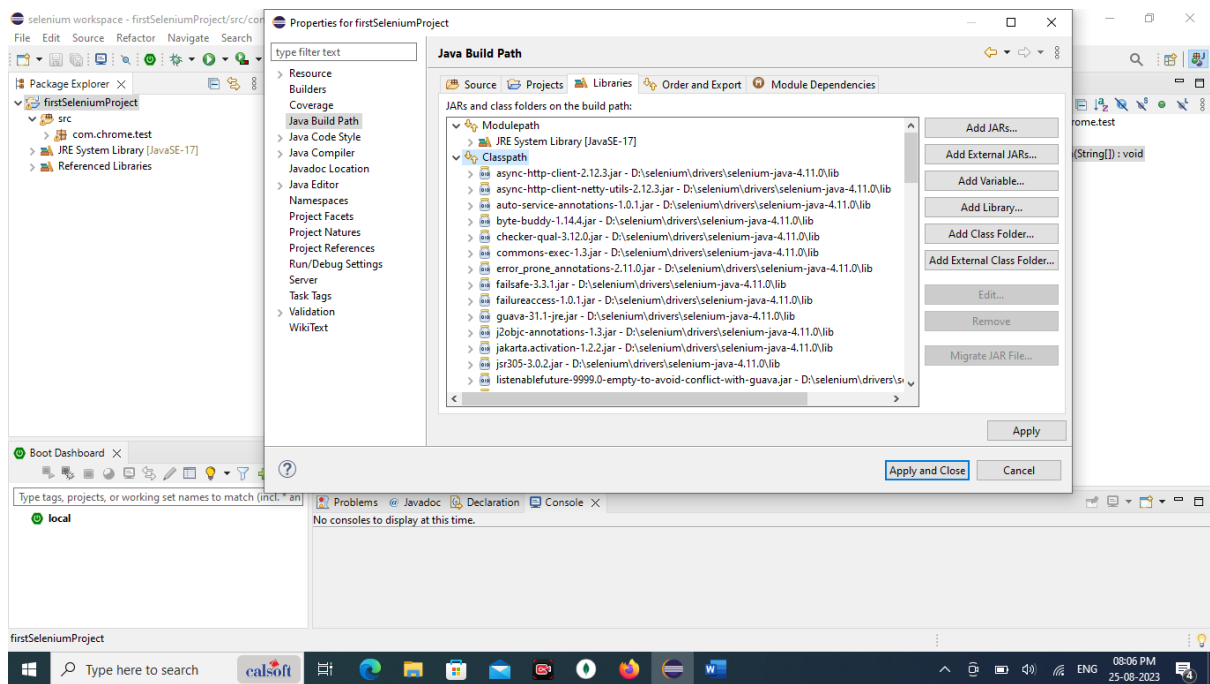 selenium workspace - firstSeleniumProject/src/con
File Edit Source Refactor Navigate Search
Package Explorer
firstSeleniumProject
src
com.chrome.test
JRE System Library [JavaSE-17]
Referenced Libraries
Boot Dashboard
Type tags, projects, or working set names to match (incl. * an
local
firstSeleniumProject
Properties for firstSeleniumProject
type filter text
Resource
Builders
Coverage
Java Build Path
Java Code Style
Java Compiler
Javadoc Location
Java Editor
Namespaces
Project Facets
Project Natures
Project References
Run/Debug Settings
Server
Task Tags
Validation
WikiText
Java Build Path
Source Projects Libraries Order and Export Module Dependencies
JARs and class folders on the build path:
Modulepath
JRE System Library [JavaSE-17]
Classpath
async-http-client-2.12.3.jar - D:\selenium\drivers\selenium-java-4.11.0\lib
async-http-client-netty-utils-2.12.3.jar - D:\selenium\drivers\selenium-java-4.11.0\lib
auto-service-annotations-1.0.1.jar - D:\selenium\drivers\selenium-java-4.11.0\lib
byte-buddy-1.14.4.jar - D:\selenium\drivers\selenium-java-4.11.0\lib
checker-qual-3.12.0.jar - D:\selenium\drivers\selenium-java-4.11.0\lib
commons-exec-1.3.jar - D:\selenium\drivers\selenium-java-4.11.0\lib
error_prone_annotations-2.11.0.jar - D:\selenium\drivers\selenium-java-4.11.0\lib
failsafe-3.3.1.jar - D:\selenium\drivers\selenium-java-4.11.0\lib
failureaccess-1.0.1.jar - D:\selenium\drivers\selenium-java-4.11.0\lib
guava-31.1-jre.jar - D:\selenium\drivers\selenium-java-4.11.0\lib
j2objc-annotations-1.3.jar - D:\selenium\drivers\selenium-java-4.11.0\lib
jakarta.activation-1.2.2.jar - D:\selenium\drivers\selenium-java-4.11.0\lib
jsr305-3.0.2.jar - D:\selenium\drivers\selenium-java-4.11.0\lib
listenablefuture-9999.0-empty-to-avoid-conflict-with-guava.jar - D:\selenium\drivers\se
Add JARs...
Add External JARs...
Add Variable...
Add Library...
Add Class Folder...
Add External Class Folder...
Edit...
Remove
Migrate JAR File...
Apply
Apply and Close Cancel
rome.test
(String[]) : void
Problems @ Javadoc Declaration Console
No consoles to display at this time.
Type here to search
calsoft
ENG
08:06 PM
25-08-2023
4